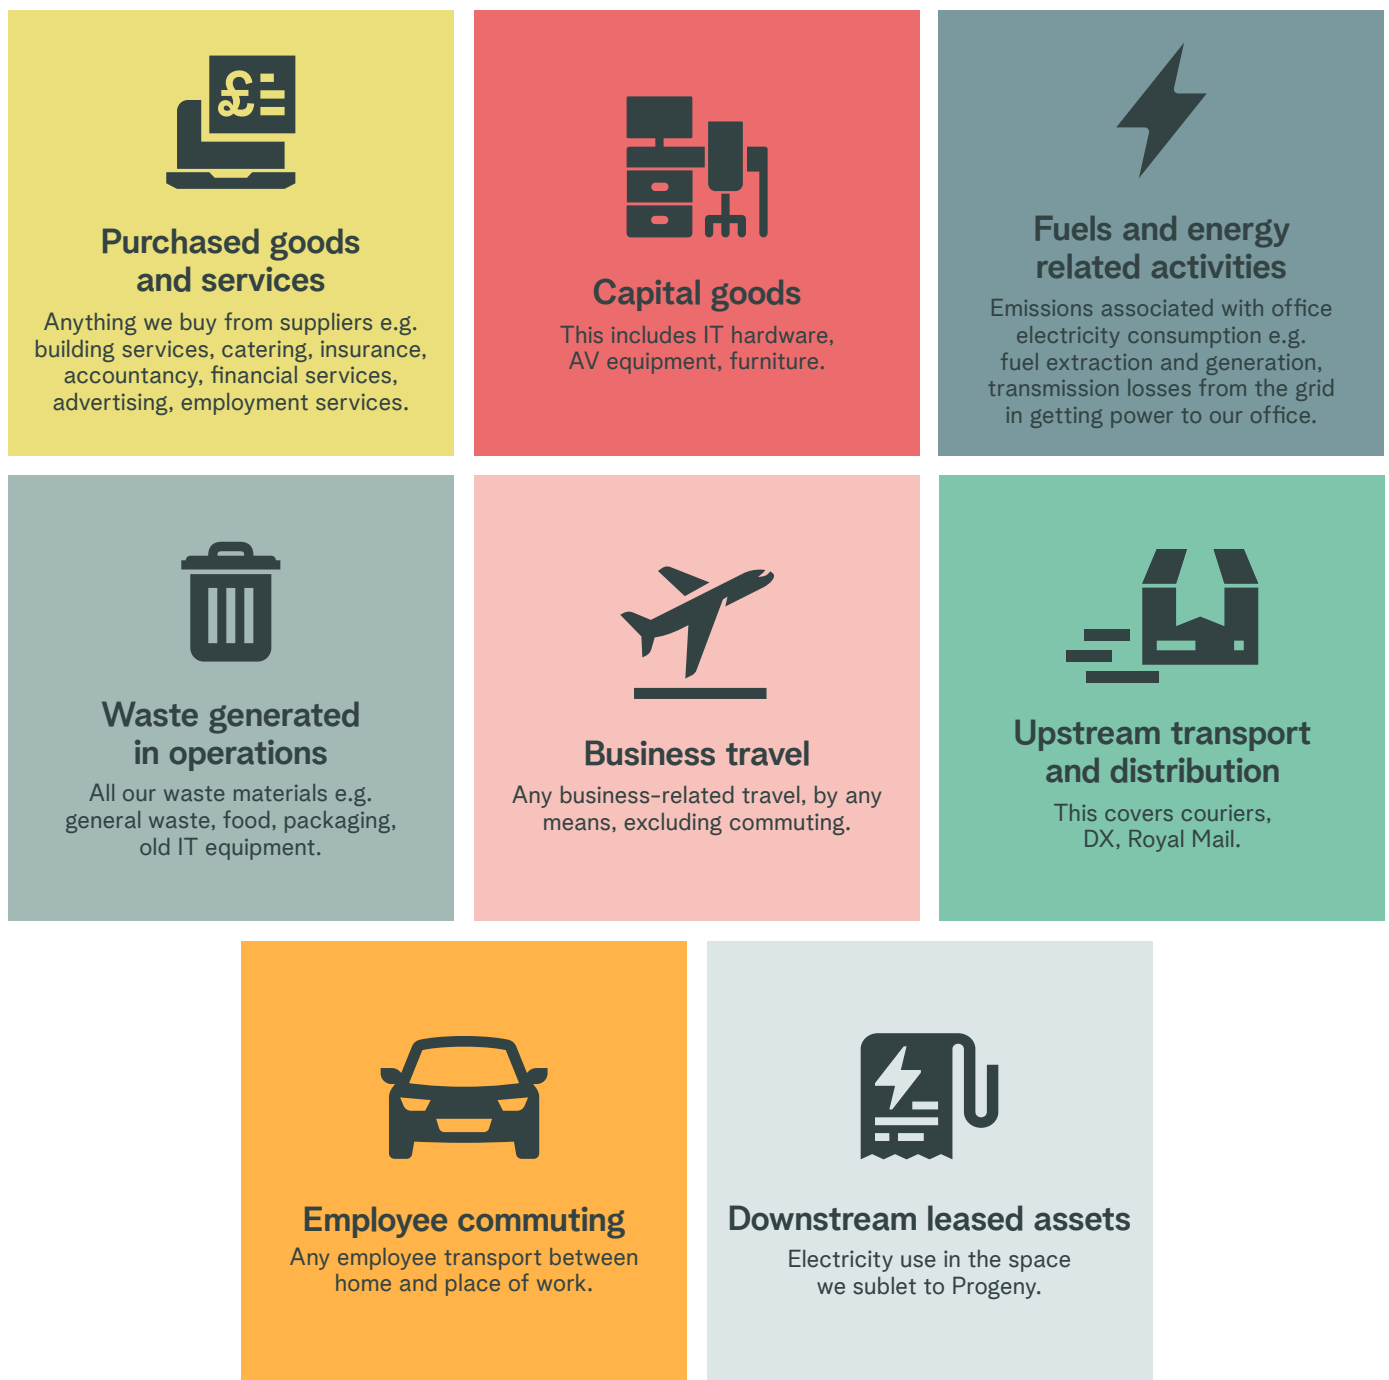 £
Purchased goods
and services
Anything we buy from suppliers e.g.
building services, catering, insurance,
accountancy, financial services,
advertising, employment services.
Capital goods
This includes IT hardware,
AV equipment, furniture.
Fuels and energy
related activities
Emissions associated with office
electricity consumption e.g.
fuel extraction and generation,
transmission losses from the grid
in getting power to our office.
Waste generated
in operations
All our waste materials e.g.
general waste, food, packaging,
old IT equipment.
Business travel
Any business-related travel, by any
means, excluding commuting.
Upstream transport
and distribution
This covers couriers,
DX, Royal Mail.
Employee commuting
Any employee transport between
home and place of work.
Downstream leased assets
Electricity use in the space
we sublet to Progeny.